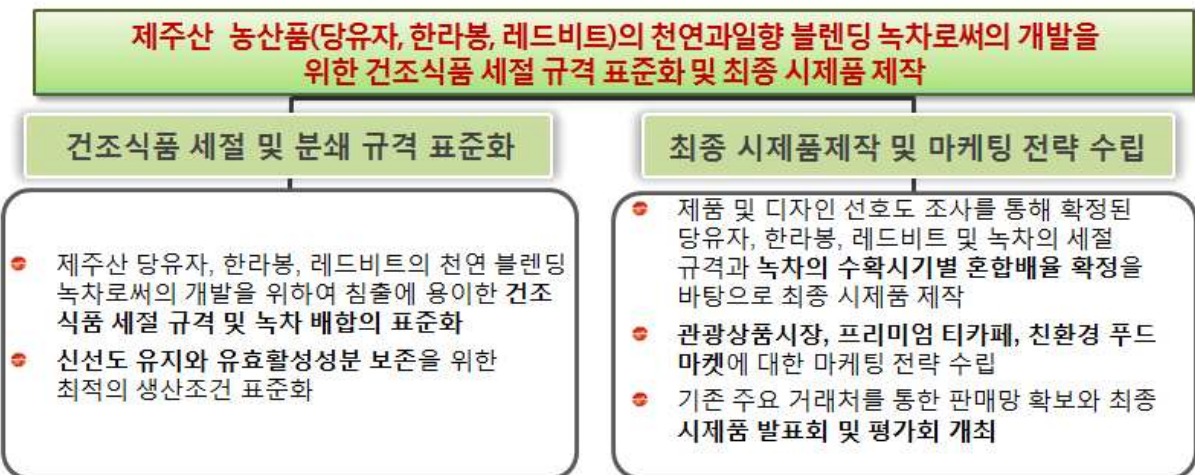 제주산 농산품(당유자, 한라봉, 레드비트)의 천연과일향 블렌딩 녹차로써의 개발을
위한 건조식품 세절 규격 표준화 및 최종 시제품 제작
건조식품 세절 및 분쇄 규격 표준화
제주산 당유자, 한라봉, 레드비트의 천연 블렌딩
녹차로써의 개발을 위하여 침출에 용이한 건조
식품 세절 규격 및 녹차 배합의 표준화
신선도 유지와 유효활성성분 보존을 위한
최적의 생산조건 표준화
최종 시제품제작 및 마케팅 전략 수립
제품 및 디자인 선호도 조사를 통해 확정된
당유자, 한라봉, 레드비트 및 녹차의 세절
규격과 녹차의 수확시기별 혼합배율 확정을
바탕으로 최종 시제품 제작
관광상품시장, 프리미엄 티카페, 친환경 푸드
마켓에 대한 마케팅 전략 수립
기존 주요 거래처를 통한 판매망 확보와 최종
시제품 발표회 및 평가회 개최